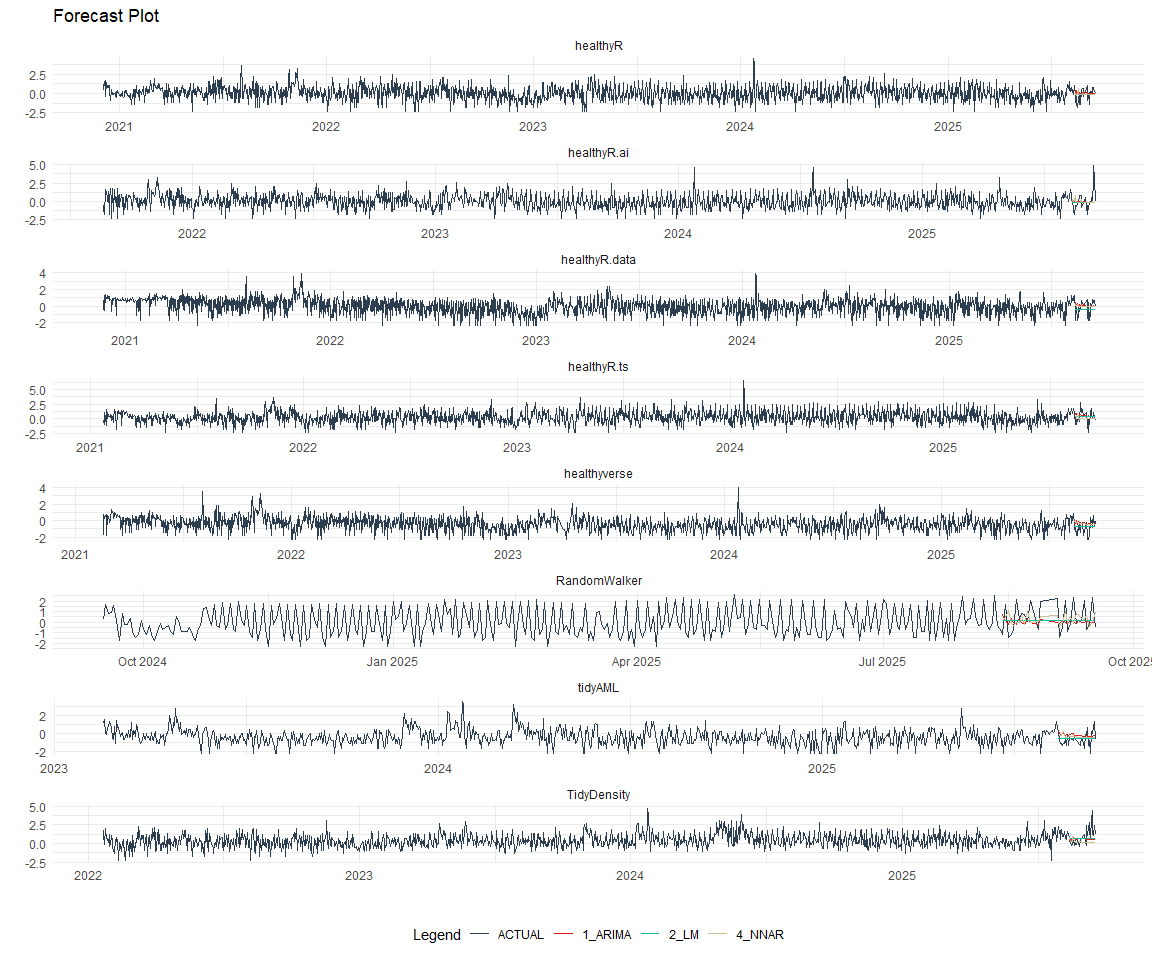 Forecast Plot
healthyR
2.5
0.0
-2.5
2021 2022 2023 2024 2025
healthyR.ai
5.0
2.5
0.0
-2.5
2022 2023 2024 2025
healthyR.data
4
2
0
-2
2021 2022 2023 2024 2025
healthyR.ts
5.0
2.5
0.0
-2.5
2021 2022 2023 2024 2025
healthyverse
4
2
0
-2
2021 2022 2023 2024 2025
RandomWalker
2
1
0
-1
-2
Oct 2024 Jan 2025 Apr 2025 Jul 2025 Oct 202
tidyAML
2
0
-2
2023 2024 2025
TidyDensity
5.0
2.5
0.0
-2.5
2022 2023 2024 2025
Legend ACTUAL 1_ARIMA 2_LM 4_NNAR